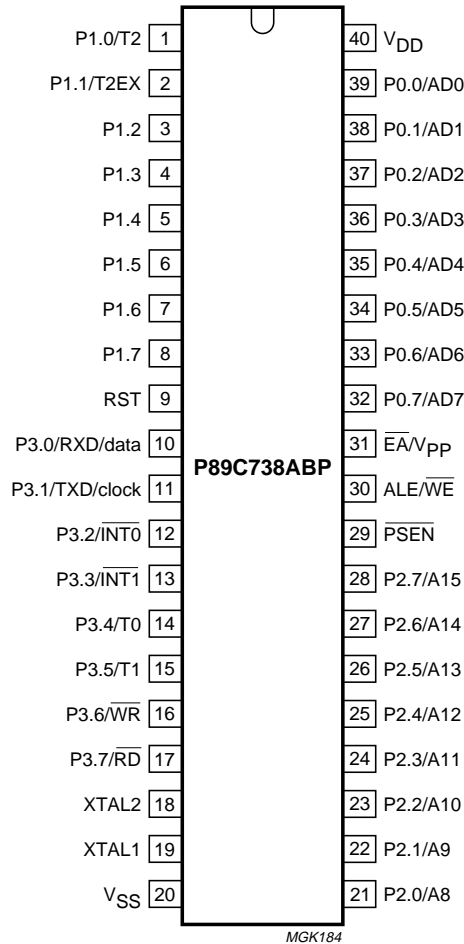 P1.0/T2 1 40 VDD
P1.1/T2EX 2 39 P0.0/AD0
P1.2 3 38 P0.1/AD1
P1.3 4 37 P0.2/AD2
P1.4 5 36 P0.3/AD3
P1.5 6 35 P0.4/AD4
P1.6 7 34 P0.5/AD5
P1.7 8 33 P0.6/AD6
RST 9 32 P0.7/AD7
P3.0/RXD/data 10 31 E̅A̅/VPP
P89C738ABP
P3.1/TXD/clock 11 30 ALE/W̅E̅
P3.2/I̅N̅T̅0̅ 12 29 P̅S̅E̅N̅
P3.3/I̅N̅T̅1̅ 13 28 P2.7/A15
P3.4/T0 14 27 P2.6/A14
P3.5/T1 15 26 P2.5/A13
P3.6/W̅R̅ 16 25 P2.4/A12
P3.7/R̅D̅ 17 24 P2.3/A11
XTAL2 18 23 P2.2/A10
XTAL1 19 22 P2.1/A9
VSS 20 21 P2.0/A8
MGK184